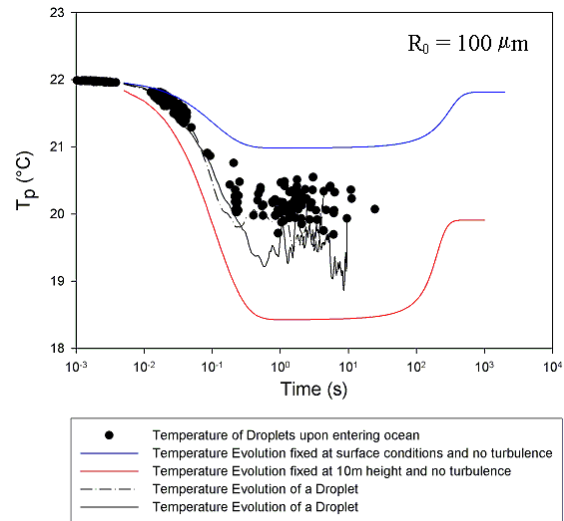 23
R₀ = 100 μm
22
21
20
19
18
Tp (°C)
10⁻³ 10⁻² 10⁻¹ 10⁰ 10¹ 10² 10³ 10⁴
Time (s)
Temperature of Droplets upon entering ocean
Temperature Evolution fixed at surface conditions and no turbulence
Temperature Evolution fixed at 10m height and no turbulence
Temperature Evolution of a Droplet
Temperature Evolution of a Droplet